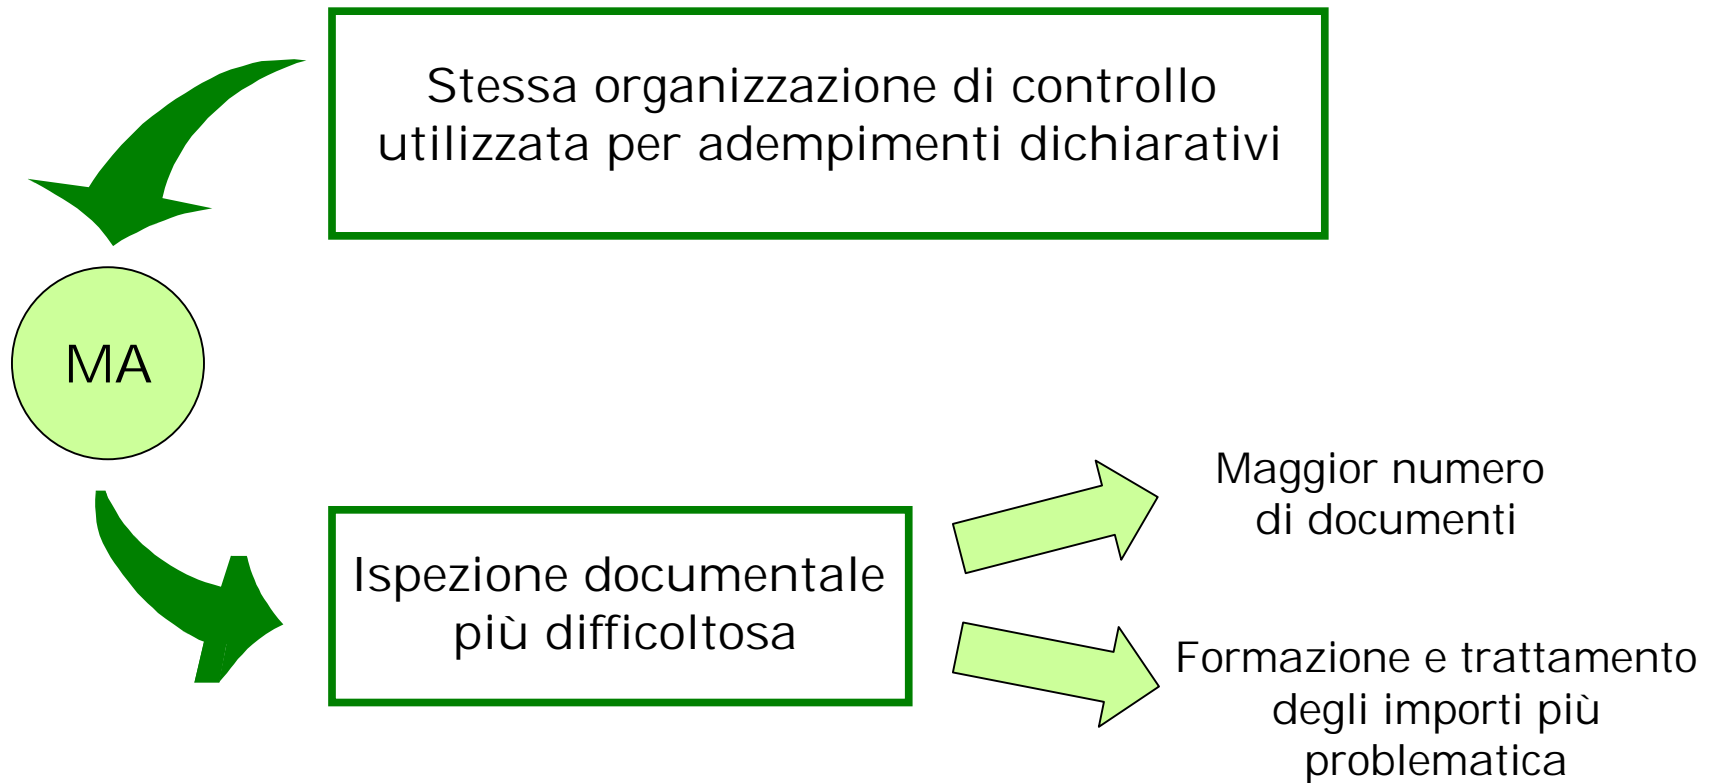 Stessa organizzazione di controllo
utilizzata per adempimenti dichiarativi
MA
Ispezione documentale
più difficoltosa
Maggior numero
di documenti
Formazione e trattamento
degli importi più
problematica